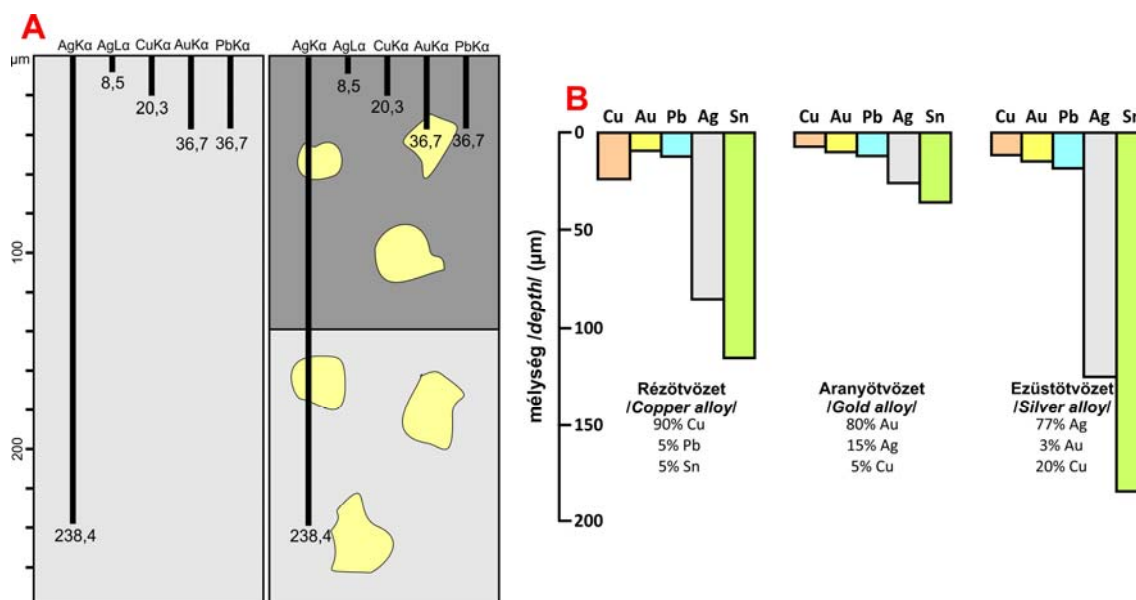 A
AgKα AgLα CuKα AuKα PbKα
AgKα AgLα CuKα AuKα PbKα
µm
8,5
20,3
36,7
36,7
8,5
20,3
36,7
36,7
100
200
238,4
238,4
B
Cu Au Pb Ag Sn
Cu Au Pb Ag Sn
Cu Au Pb Ag Sn
mélység /depth/ (µm)
0
50
100
150
200
Rézötvözet
/Copper alloy/
90% Cu
5% Pb
5% Sn
Aranyötvözet
/Gold alloy/
80% Au
15% Ag
5% Cu
Ezüstötvözet
/Silver alloy/
77% Ag
3% Au
20% Cu